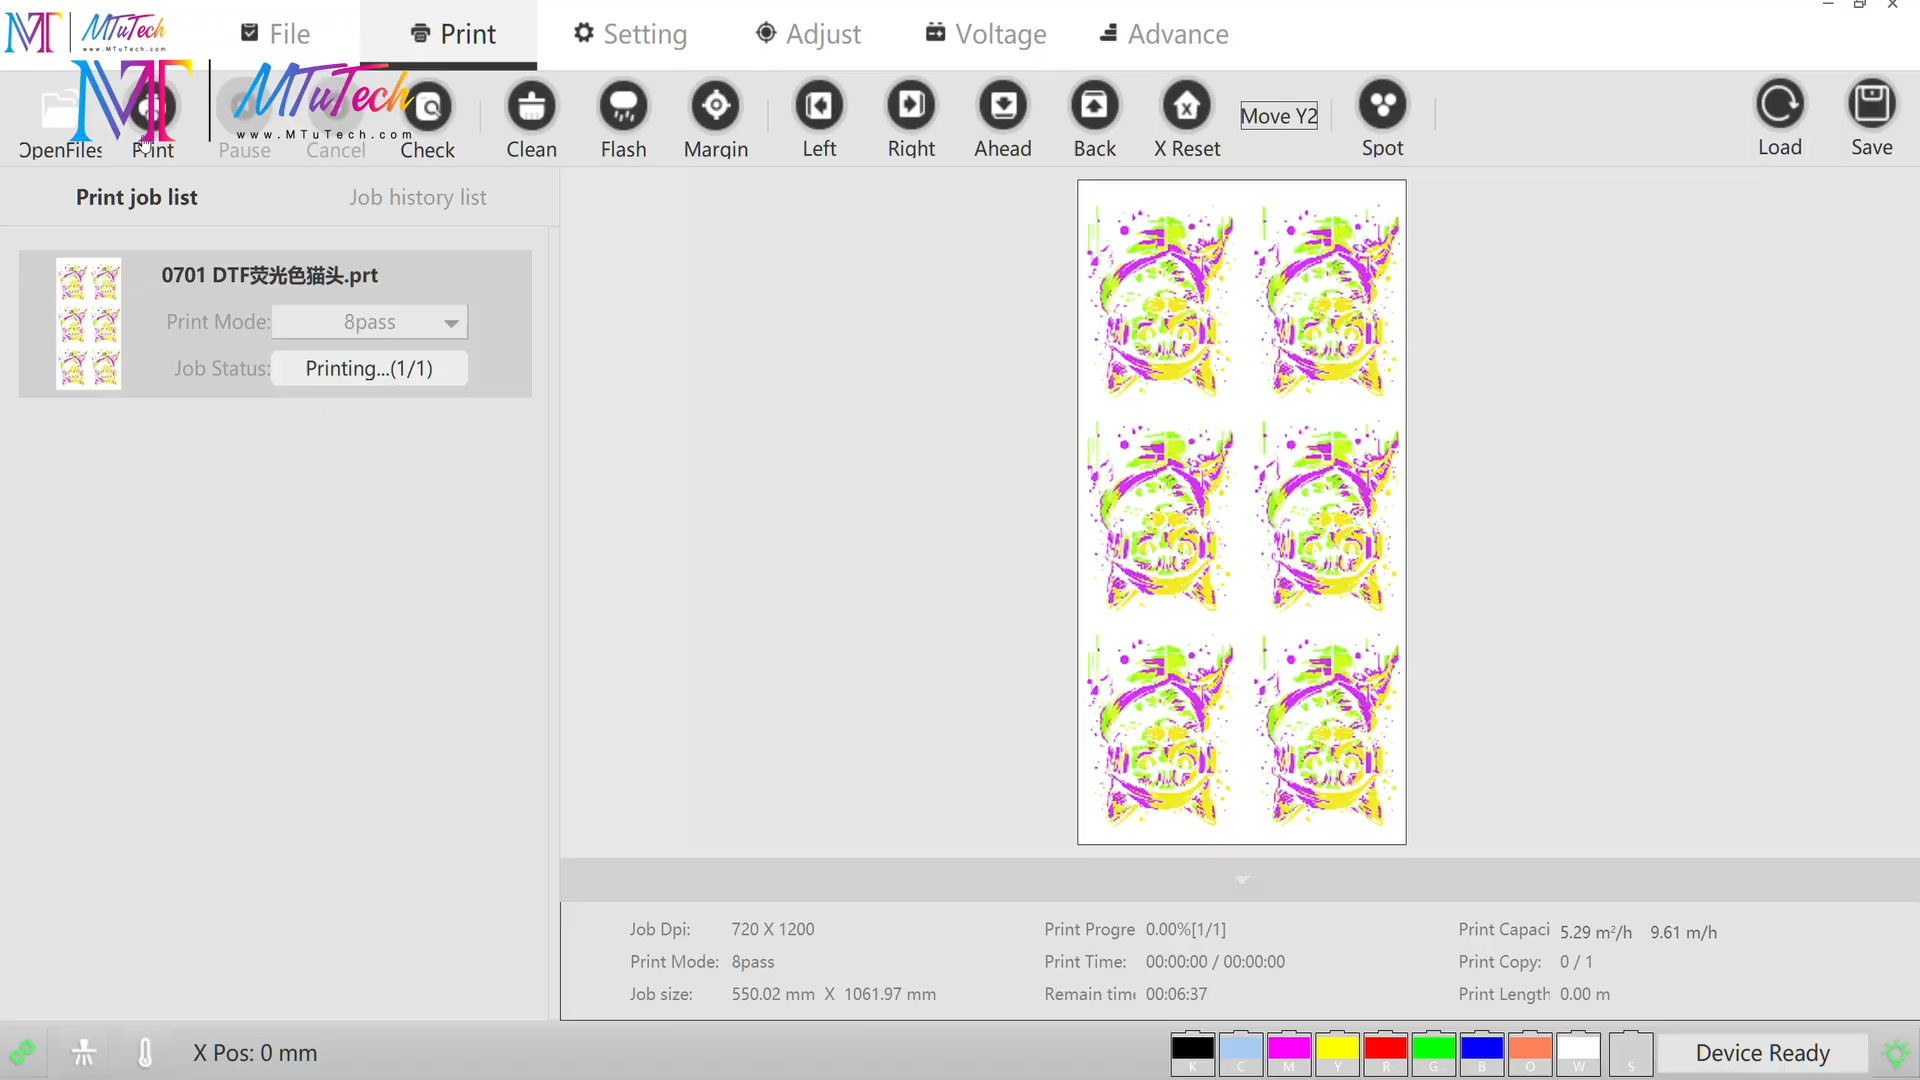 MT MTuTech
www.MTuTech.com
File
Print
Setting
Adjust
Voltage
Advance
MT MTuTech
www.MTuTech.com
OpenFiles
Print
Pause
Cancel
Check
Clean
Flash
Margin
Left
Right
Ahead
Back
X Reset
Move Y2
Spot
Load
Save
Print job list
Job history list
0701 DTF荧光色猫头.prt
Print Mode: 8pass
Job Status: Printing...(1/1)
Job Dpi: 720 X 1200
Print Mode: 8pass
Job size: 550.02 mm X 1061.97 mm
Print Progre 0.00%[1/1]
Print Time: 00:00:00 / 00:00:00
Remain time 00:06:37
Print Capaci 5.29 m²/h 9.61 m/h
Print Copy: 0 / 1
Print Length 0.00 m
X Pos: 0 mm
K C M Y R G B O W S
Device Ready